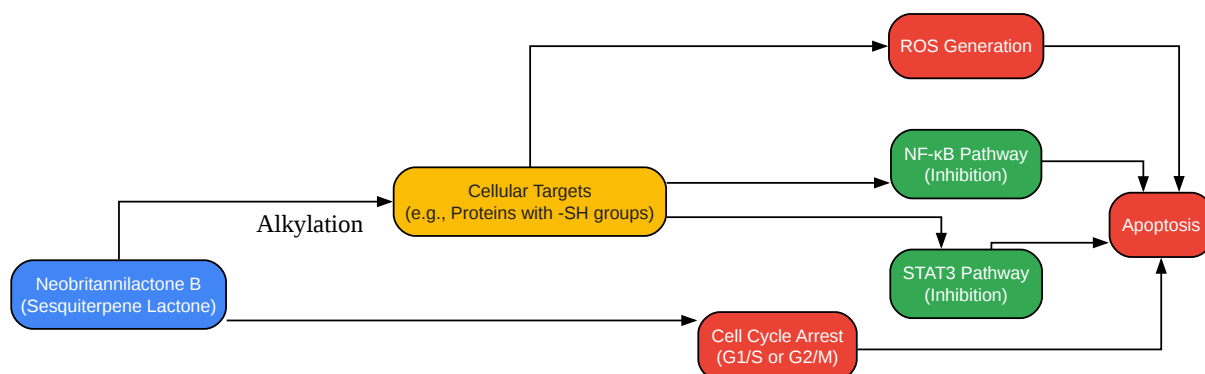 ROS Generation
NF-κB Pathway
(Inhibition)
Cellular Targets
(e.g., Proteins with -SH groups)
Alkylation
Apoptosis
Neobritannilactone B
(Sesquiterpene Lactone)
STAT3 Pathway
(Inhibition)
Cell Cycle Arrest
(G1/S or G2/M)